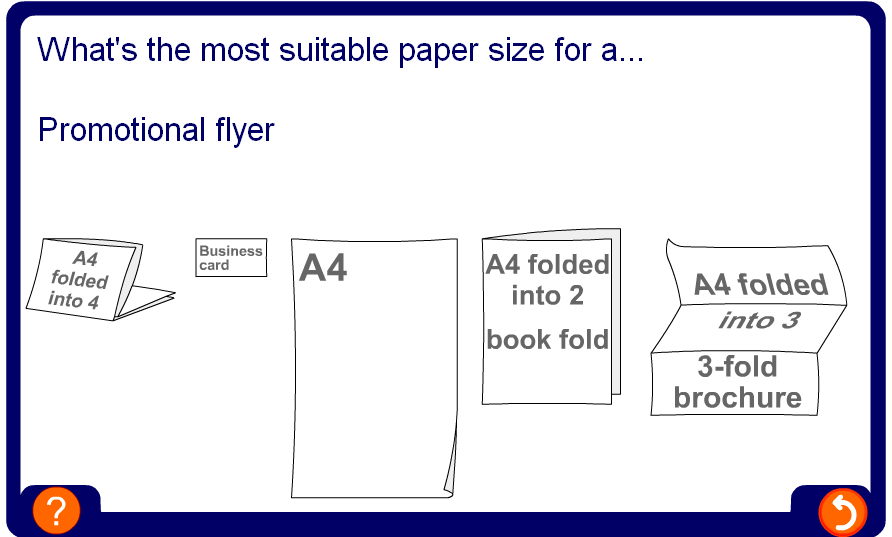 What's the most suitable paper size for a...
Promotional flyer
A4
folded
into 4
Business
card
A4
A4 folded
into 2
book fold
A4 folded
into 3
3-fold
brochure
?